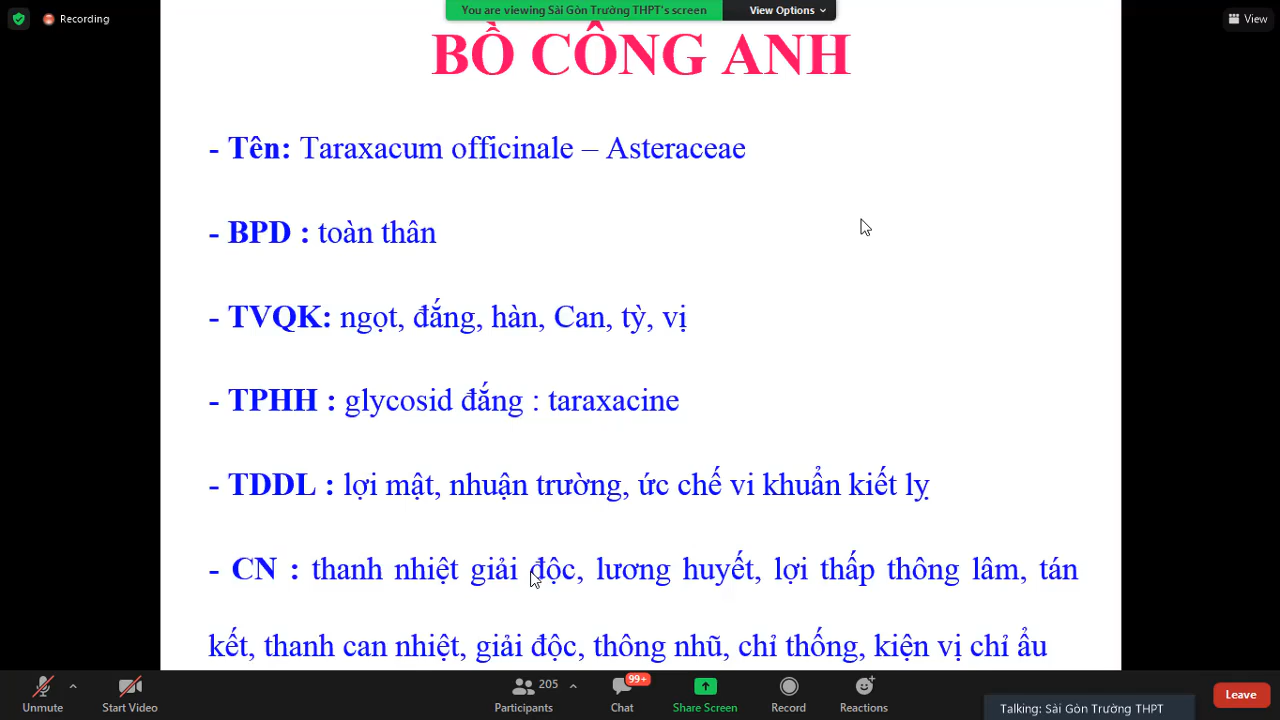 You are viewing Sài Gòn Trường THPT's screen View Options
Recording
View
BỒ CÔNG ANH
- Tên: Taraxacum officinale – Asteraceae
- BPD : toàn thân
- TVQK: ngọt, đắng, hàn, Can, tỳ, vị
- TPHH : glycosid đắng : taraxacine
- TDDL : lợi mật, nhuận trường, ức chế vi khuẩn kiết lỵ
- CN : thanh nhiệt giải độc, lương huyết, lợi thấp thông lâm, tán
kết, thanh can nhiệt, giải độc, thông nhũ, chỉ thống, kiện vị chỉ ẩu
205
99+
Unmute
Start Video
Participants
Chat
Share Screen
Record
Reactions
Talking: Sài Gòn Trường THPT
Leave